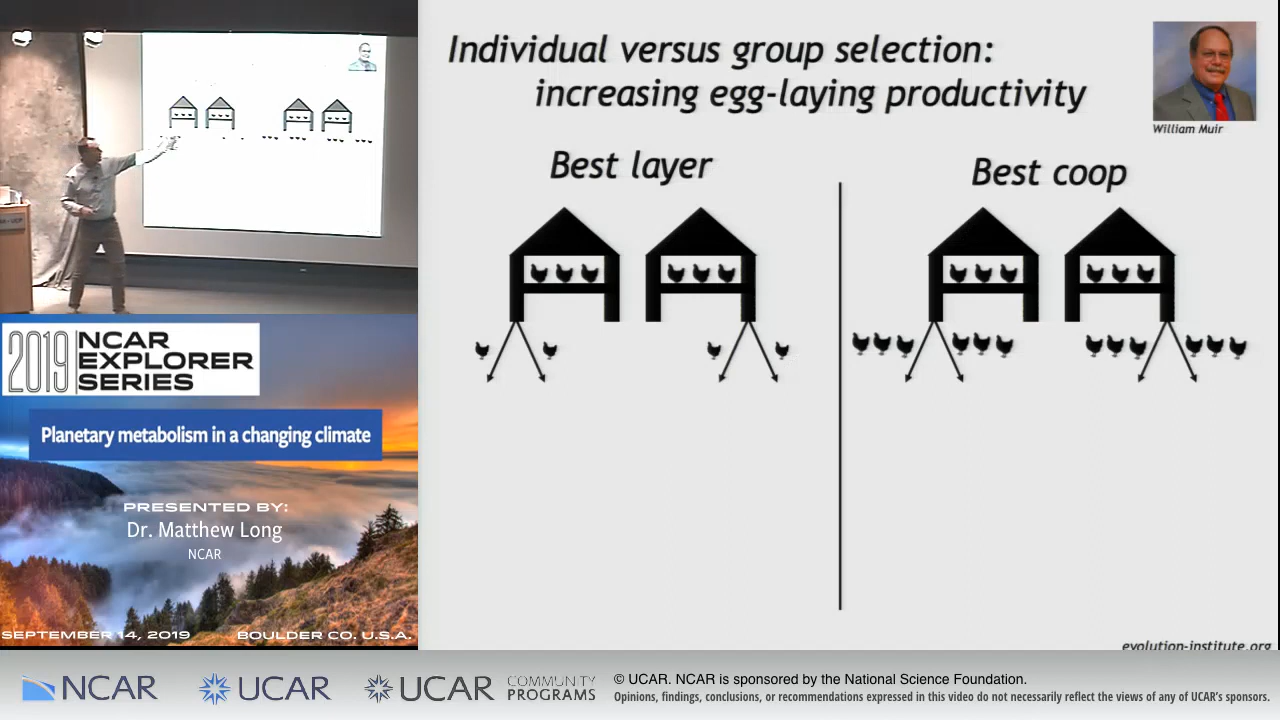 Individual versus group selection:
increasing egg-laying productivity
William Muir
Best layer
Best coop
evolution-institute.org
2019 NCAR
EXPLORER
SERIES
Planetary metabolism in a changing climate
PRESENTED BY:
Dr. Matthew Long
NCAR
SEPTEMBER 14, 2019
BOULDER CO. U.S.A.
NCAR
UCAR
UCAR
COMMUNITY
PROGRAMS
© UCAR. NCAR is sponsored by the National Science Foundation.
Opinions, findings, conclusions, or recommendations expressed in this video do not necessarily reflect the views of any of UCAR's sponsors.